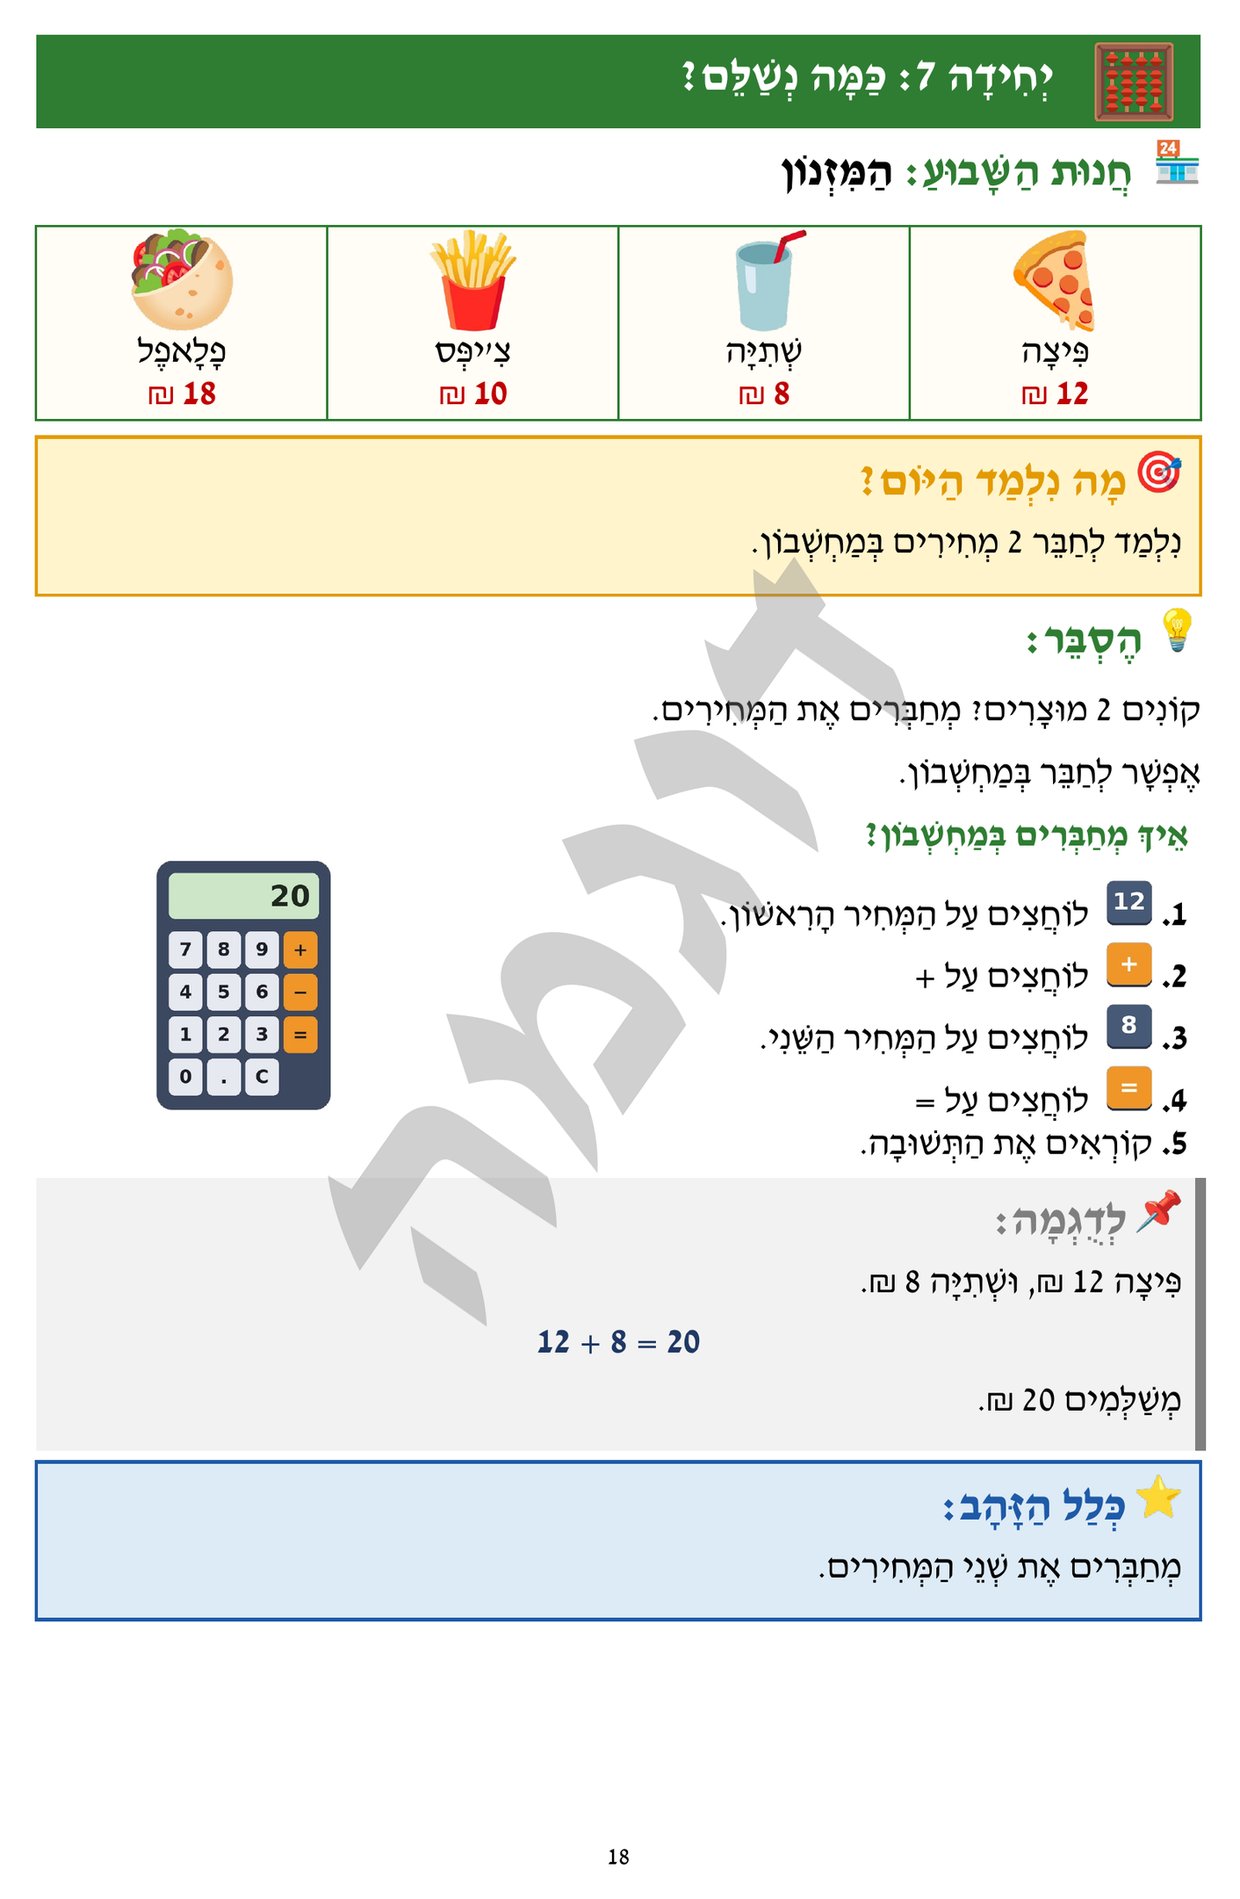 יְחִידָה 7: כַּמָּה נְשַׁלֵּם?
24
חֲנוּת הַשָּׁבוּעַ: הַמִּזְנוֹן
פִּיצָה
12 ₪
שְׁתִיָּה
8 ₪
צִ'יפְּס
10 ₪
פָלָאפֶל
18 ₪
מָה נִלְמַד הַיּוֹם?
נִלְמַד לְחַבֵּר 2 מְחִירִים בְּמַחְשְׁבוֹן.
הֶסְבֵּר:
קוֹנִים 2 מוּצָרִים? מְחַבְּרִים אֶת הַמְּחִירִים.
אֶפְשָׁר לְחַבֵּר בְּמַחְשְׁבוֹן.
אֵיךְ מְחַבְּרִים בְּמַחְשְׁבוֹן?
1. 12 לוֹחֲצִים עַל הַמְּחִיר הָרִאשׁוֹן.
2. + לוֹחֲצִים עַל +
3. 8 לוֹחֲצִים עַל הַמְּחִיר הַשֵּׁנִי.
4. = לוֹחֲצִים עַל =
5. קוֹרְאִים אֶת הַתְּשׁוּבָה.
20
7 8 9 +
4 5 6 −
1 2 3 =
0 . C
לְדֻגְמָה:
פִּיצָה 12 ₪, וּשְׁתִיָּה 8 ₪.
12 + 8 = 20
מְשַׁלְּמִים 20 ₪.
כְּלַל הַזָּהָב:
מְחַבְּרִים אֶת שְׁנֵי הַמְּחִירִים.
18
דוגמה